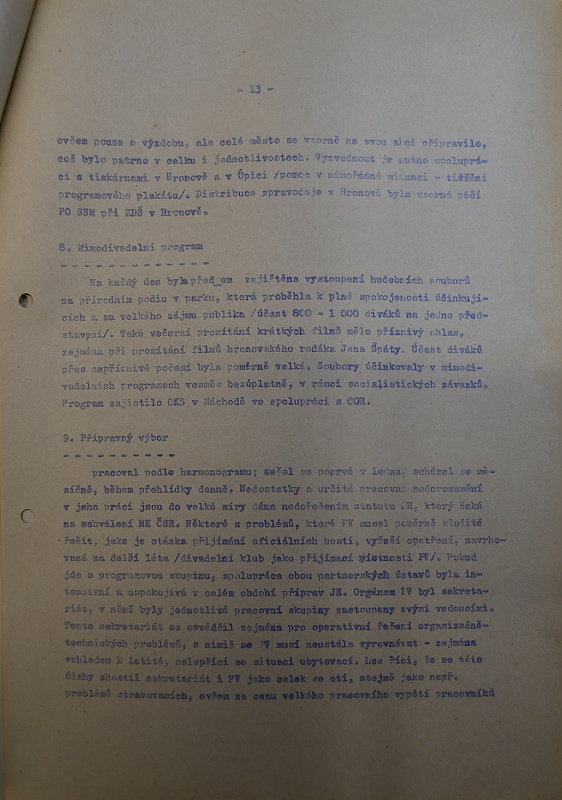 - 13 -
ovšem pouze o výzdobu, ale celé město se vzorně na svou akci připravilo,
což bylo patrno v celku i jednotlivostech. Vyzvednout je nutno spoluprá-
ci s tiskárnami v Hronově a v Úpici /pomoc v mimořádné situaci - tištění
programového plakátu/. Distribuce zpravodaje v Hronově byla vzorná péčí
PO SSM při ZDŠ v Hronově.
8. Mimodivadelní program
Na každý den byla předem zajištěna vystoupení hudebních souborů
na přírodním podiu v parku, která proběhla k plné spokojenosti účinkují-
cích a za velkého zájmu publika /účast 800 - 1 000 diváků na jedno před-
stavení/. Také večerní promítání krátkých filmů mělo příznivý ohlas,
zejména při promítání filmů hronovského rodáka Jana Špáty. Účast diváků
přes nepříznivé počasí byla poměrně velká. Soubory účinkovaly v mimodi-
vadelních programech vesměs bezúplatně, v rámci socialistických závazků.
Program zajistilo OKS v Náchodě ve spolupráci s COR.
9. Přípravný výbor
pracoval podle harmonogramu; sešel se poprvé v lednu, scházel se mě-
síčně, během přehlídky denně. Nedostatky a určitá pracovní nedorozumění
v jeho práci jsou do velké míry dána nedořešením statutu JH, který čeká
na schválení MK ČSR. Některé z problémů, které PV musel poměrně složitě
řešit, jako je otázka přijímání oficiálních hostí, vyřeší opatření, navrho-
vaná na další léta /divadelní klub jako přijímací místnosti PV/. Pokud
jde o programovou skupinu, spolupráce obou partnerských ústavů byla in-
tenzivní a uspokojivá v celém období příprav JH. Orgánem PV byl sekreta-
riát, v němž byly jednotlivé pracovní skupiny zastoupeny svými vedoucími.
Tento sekretariát se osvědčil zejména pro operativní řešení organizačně-
technických problémů, s nimiž se PV musí neustále vyrovnávat - zejména
vzhledem k letité, nelepšící se situaci ubytovací. Lze říci, že se této
úlohy zhostil sekretariát i PV jako celek se ctí, stejně jako např.
problémů stravovacích, ovšem za cenu velkého pracovního vypětí pracovníků